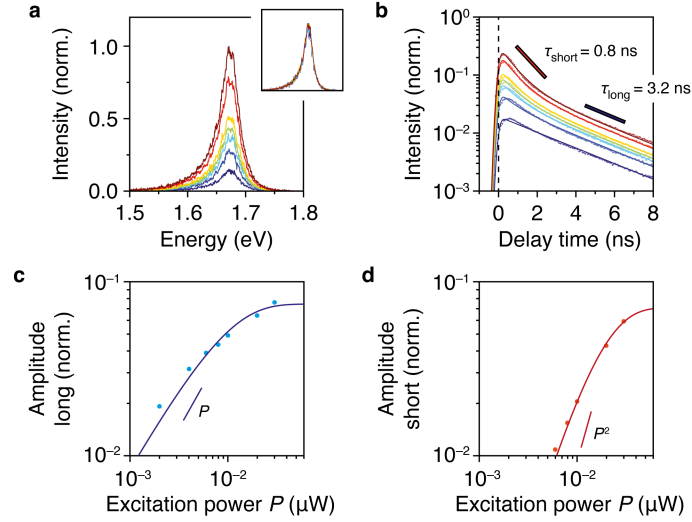 a
Intensity (norm.)
1.0
0.5
0.0
1.5
1.6
1.7
1.8
Energy (eV)
b
Intensity (norm.)
10⁰
10⁻¹
10⁻²
10⁻³
τshort = 0.8 ns
τlong = 3.2 ns
0
2
4
6
8
Delay time (ns)
c
Amplitude
long (norm.)
10⁻¹
10⁻²
P
10⁻³
10⁻²
Excitation power P (μW)
d
Amplitude
short (norm.)
10⁻¹
10⁻²
P²
10⁻³
10⁻²
Excitation power P (μW)